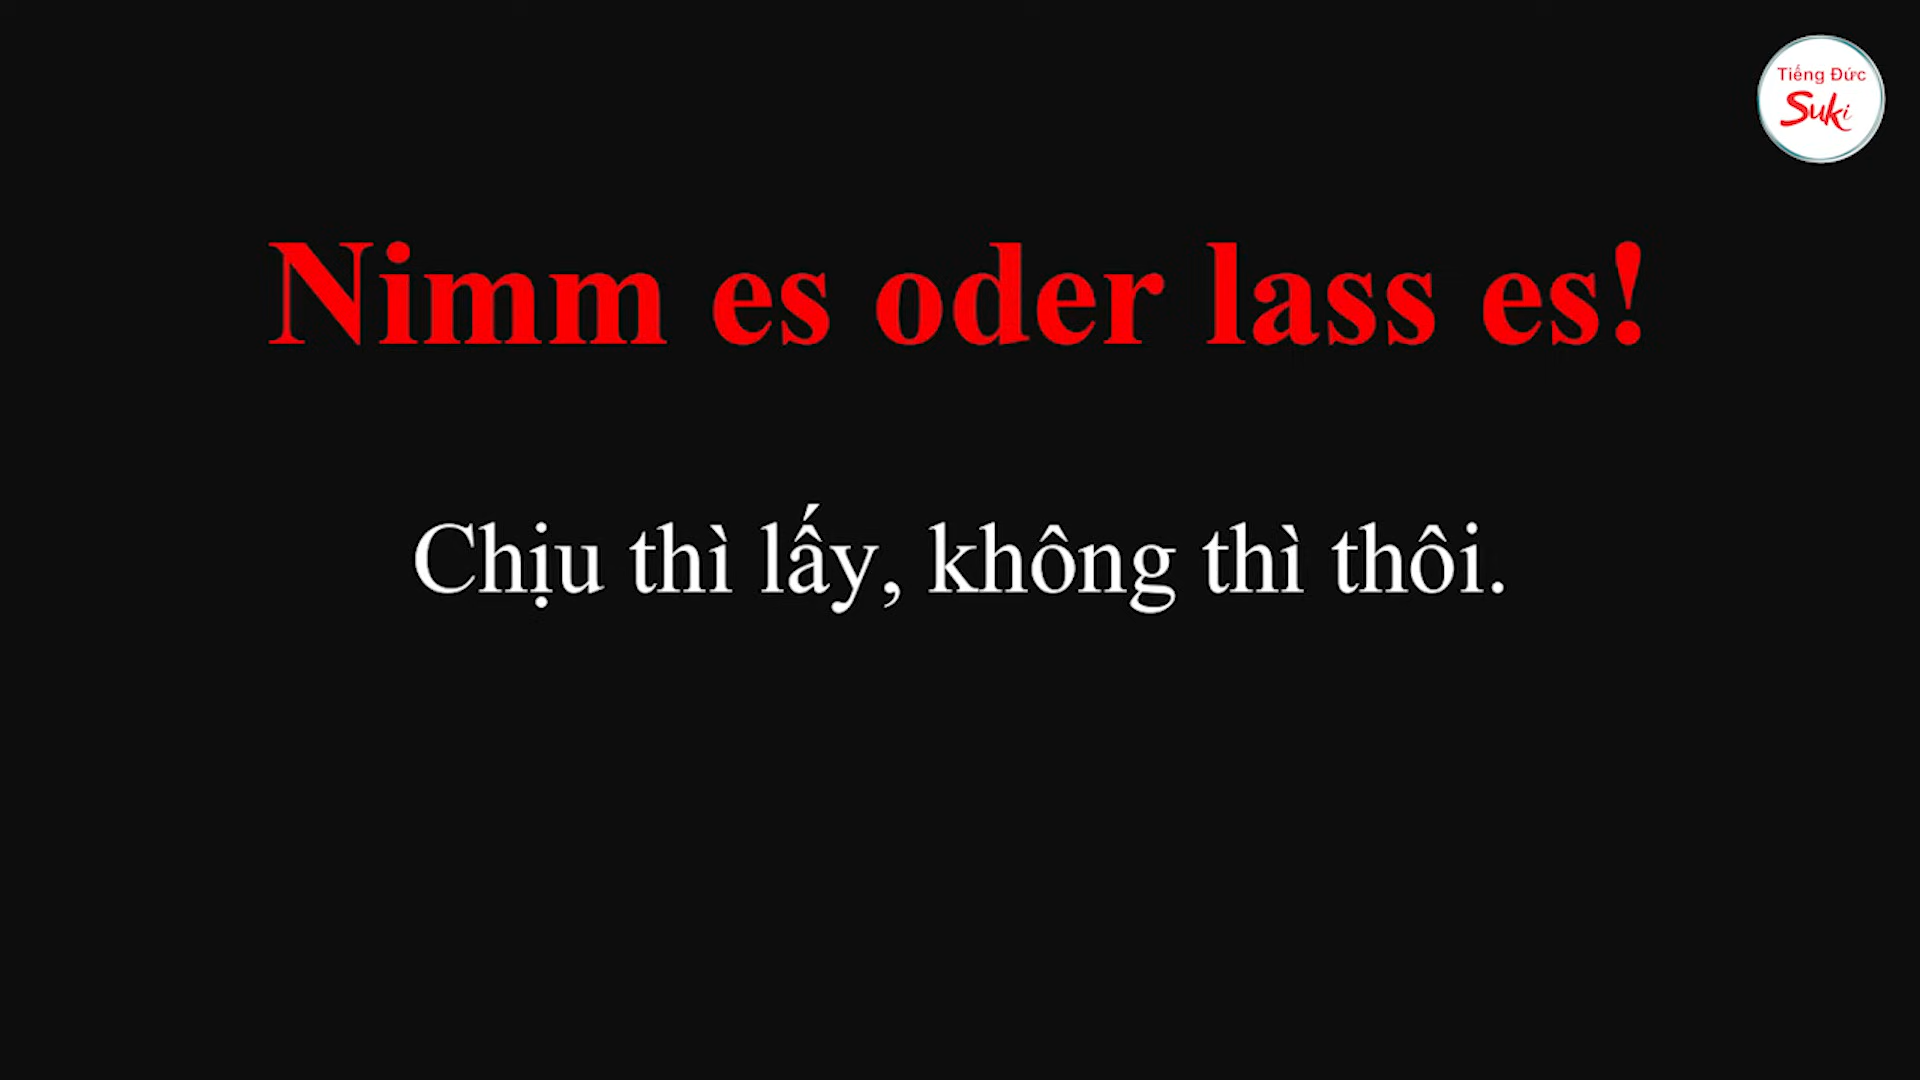 Tiếng Đức
Suki
Nimm es oder lass es!
Chịu thì lấy, không thì thôi.